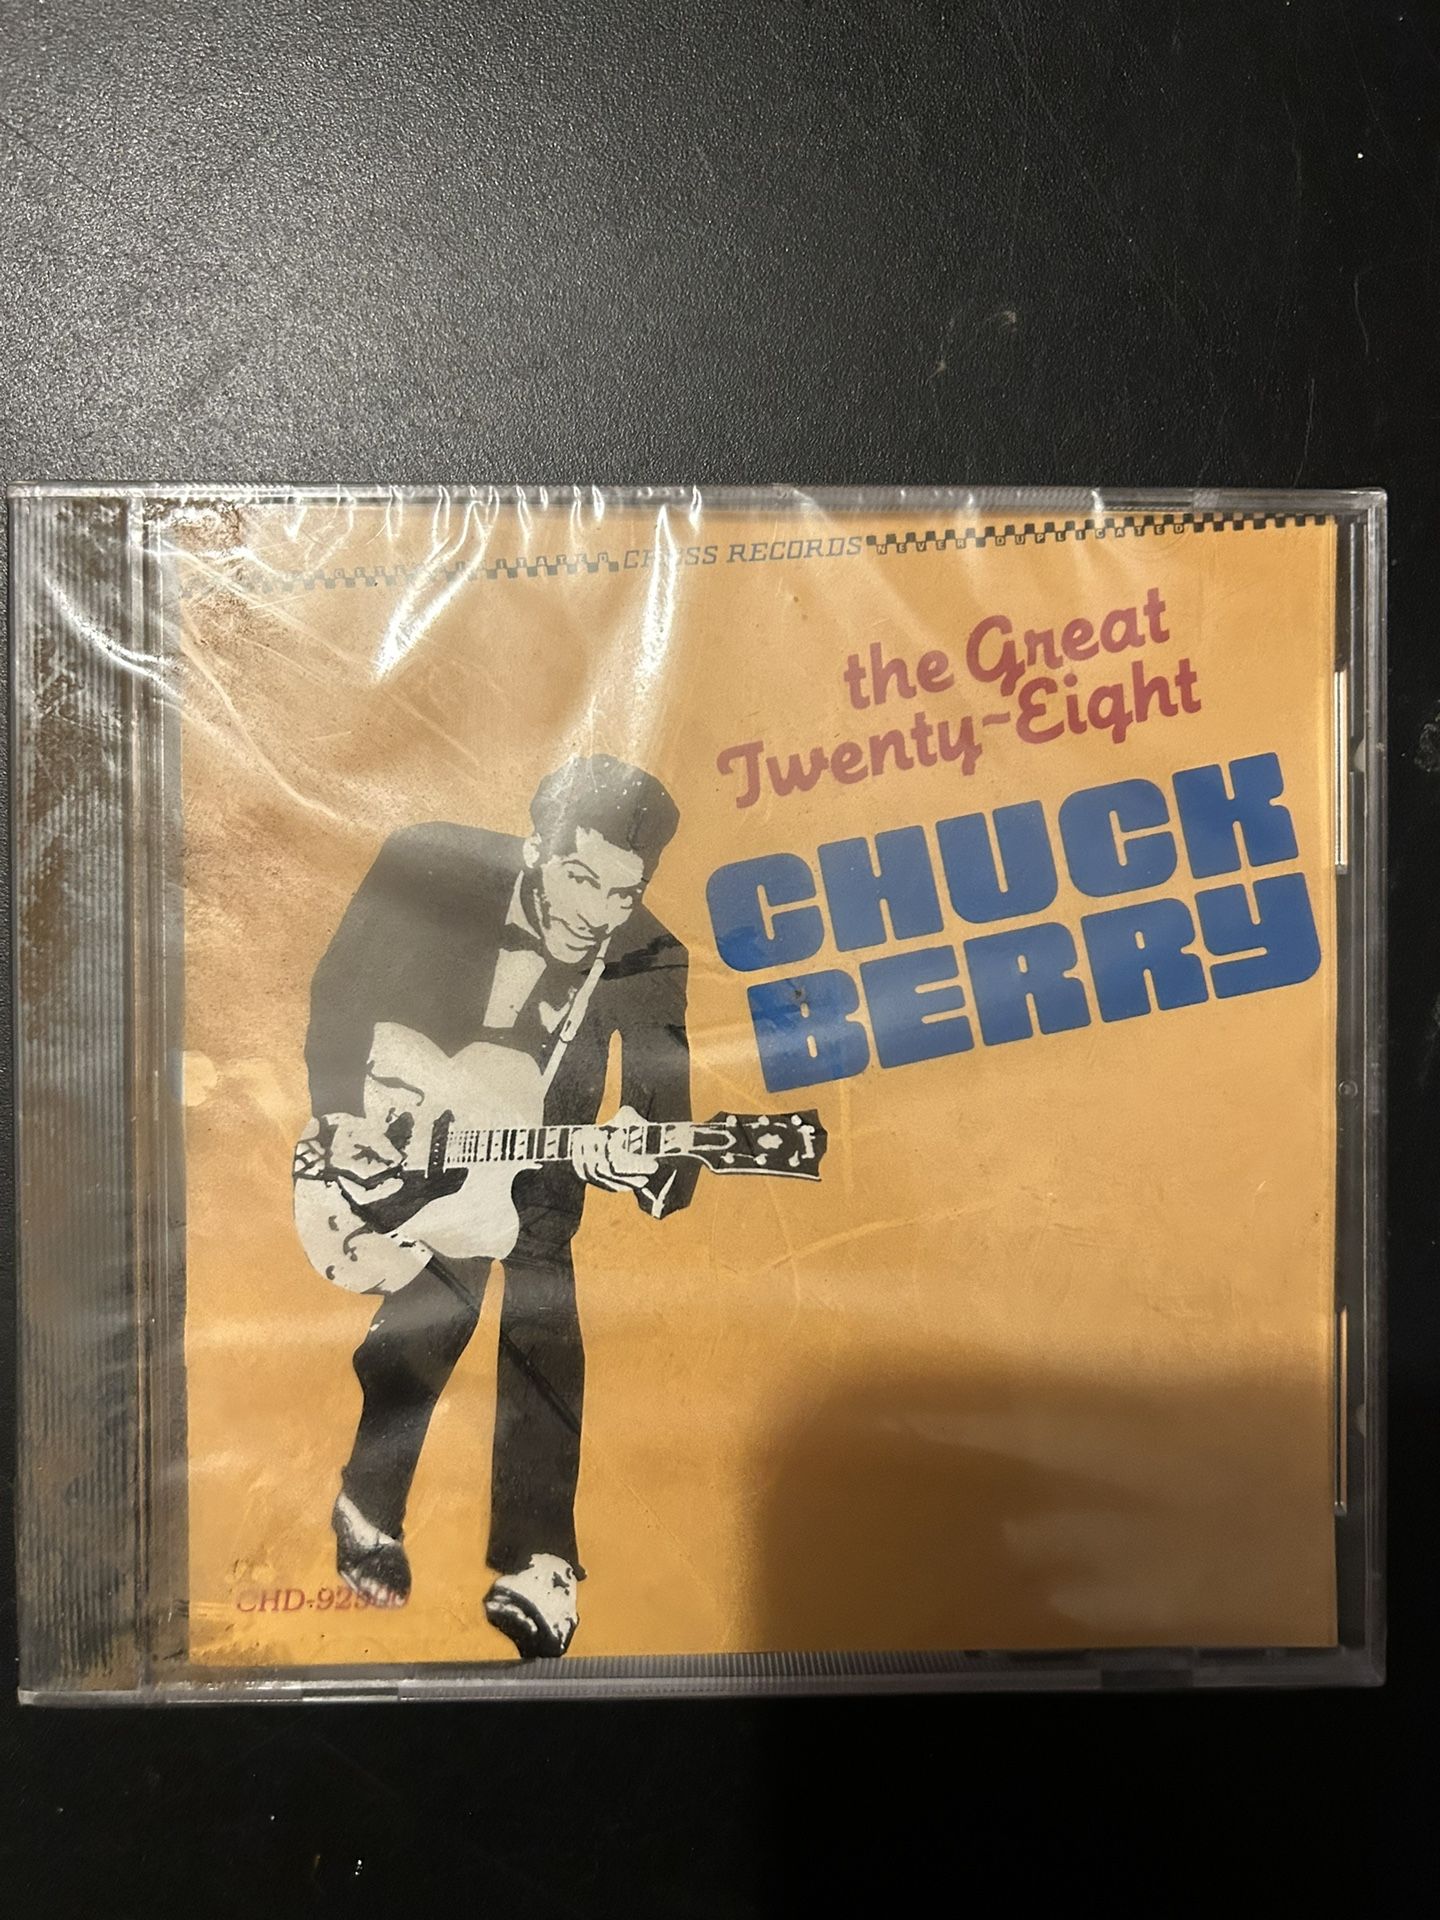 CHESS RECORDS NEVER DUPLICATED
the Great
Twenty-Eight
CHUCK
BERRY